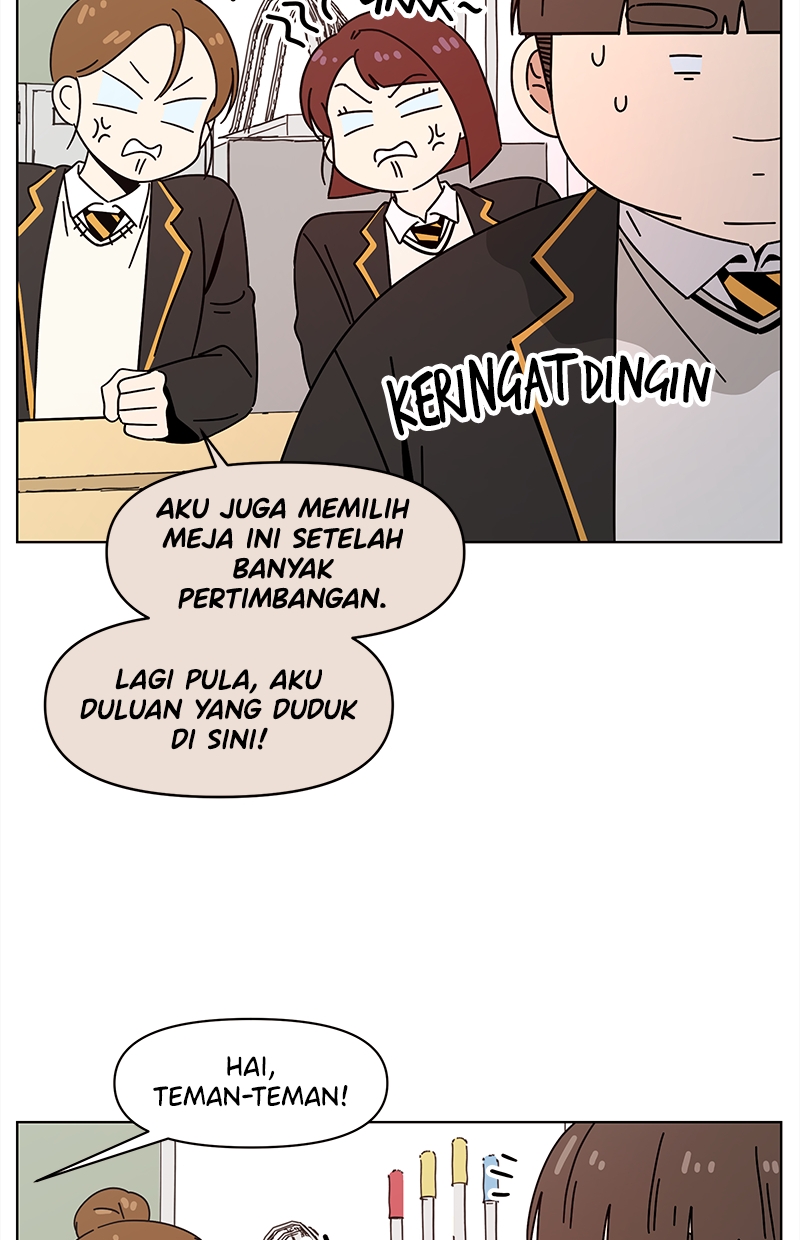 KERINGAT DINGIN
AKU JUGA MEMILIH
MEJA INI SETELAH
BANYAK
PERTIMBANGAN.
LAGI PULA, AKU
DULUAN YANG DUDUK
DI SINI!
HAI,
TEMAN-TEMAN!